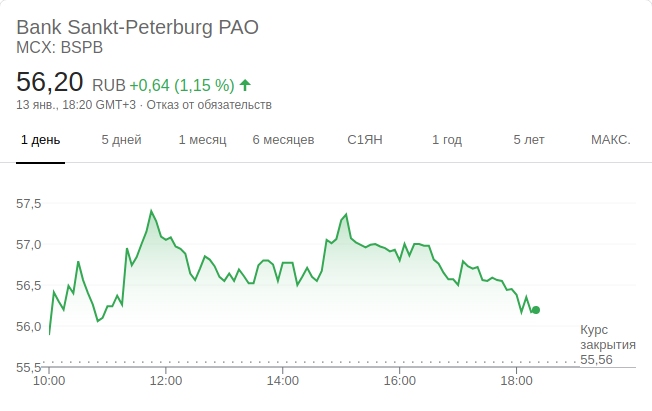 Bank Sankt-Peterburg PAO
MCX: BSPB
56,20 RUB +0,64 (1,15 %)
13 янв., 18:20 GMT+3 · Отказ от обязательств
1 день 5 дней 1 месяц 6 месяцев С1ЯН 1 год 5 лет МАКС.
57,5
57,0
56,5
56,0
55,5
Курс
закрытия
55,56
10:00 12:00 14:00 16:00 18:00